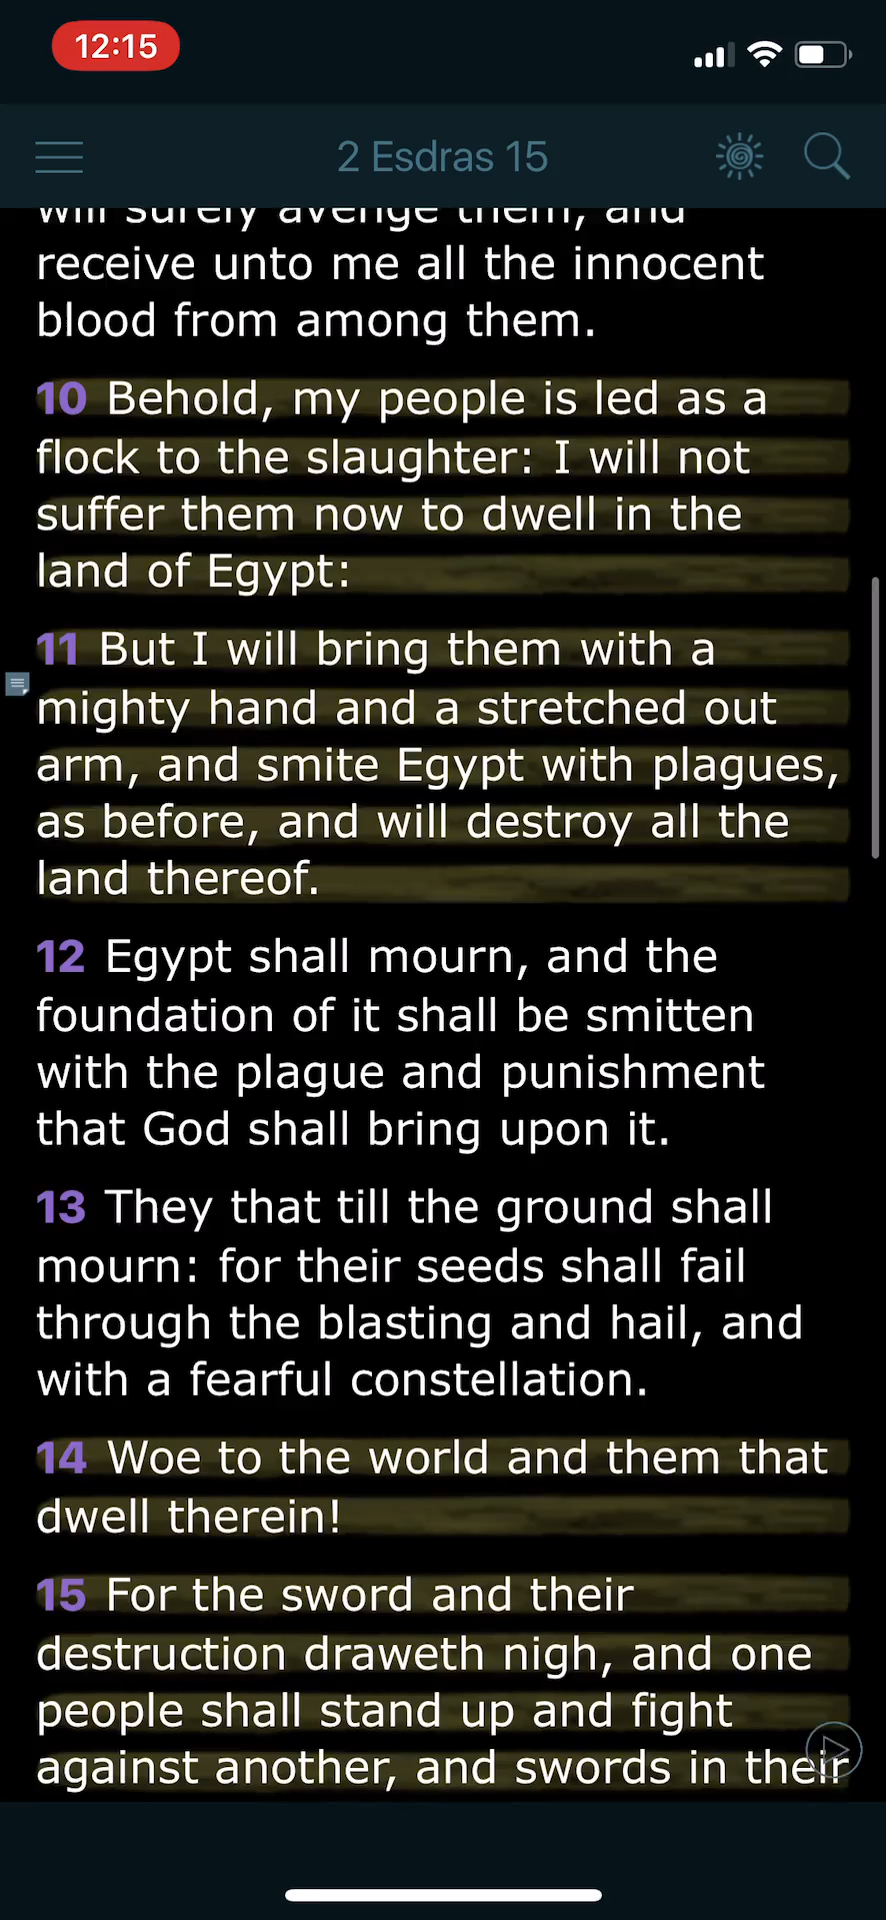 12:15
2 Esdras 15
will surely avenge them, and
receive unto me all the innocent
blood from among them.
10 Behold, my people is led as a
flock to the slaughter: I will not
suffer them now to dwell in the
land of Egypt:
11 But I will bring them with a
mighty hand and a stretched out
arm, and smite Egypt with plagues,
as before, and will destroy all the
land thereof.
12 Egypt shall mourn, and the
foundation of it shall be smitten
with the plague and punishment
that God shall bring upon it.
13 They that till the ground shall
mourn: for their seeds shall fail
through the blasting and hail, and
with a fearful constellation.
14 Woe to the world and them that
dwell therein!
15 For the sword and their
destruction draweth nigh, and one
people shall stand up and fight
against another, and swords in their